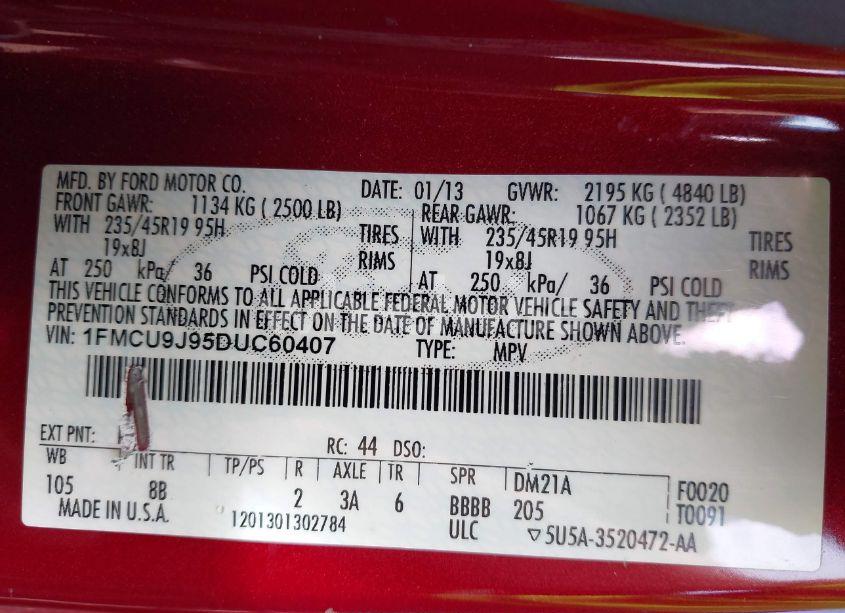 MFD. BY FORD MOTOR CO. DATE: 01/13 GVWR: 2195 KG ( 4840 LB)
FRONT GAWR: 1134 KG ( 2500 LB) REAR GAWR: 1067 KG ( 2352 LB)
WITH 235/45R19 95H TIRES WITH 235/45R19 95H TIRES
19x8J RIMS 19x8J RIMS
AT 250 kPa/ 36 PSI COLD AT 250 kPa/ 36 PSI COLD
THIS VEHICLE CONFORMS TO ALL APPLICABLE FEDERAL MOTOR VEHICLE SAFETY AND THEFT
PREVENTION STANDARDS IN EFFECT ON THE DATE OF MANUFACTURE SHOWN ABOVE.
VIN: 1FMCU9J95DUC60407 TYPE: MPV
EXT PNT: RC: 44 DSO:
WB INT TR TP/PS R AXLE TR SPR DM21A F0020
105 8B 2 3A 6 BBBB 205 T0091
MADE IN U.S.A. 1201301302784 ULC ▽5U5A-3520472-AA